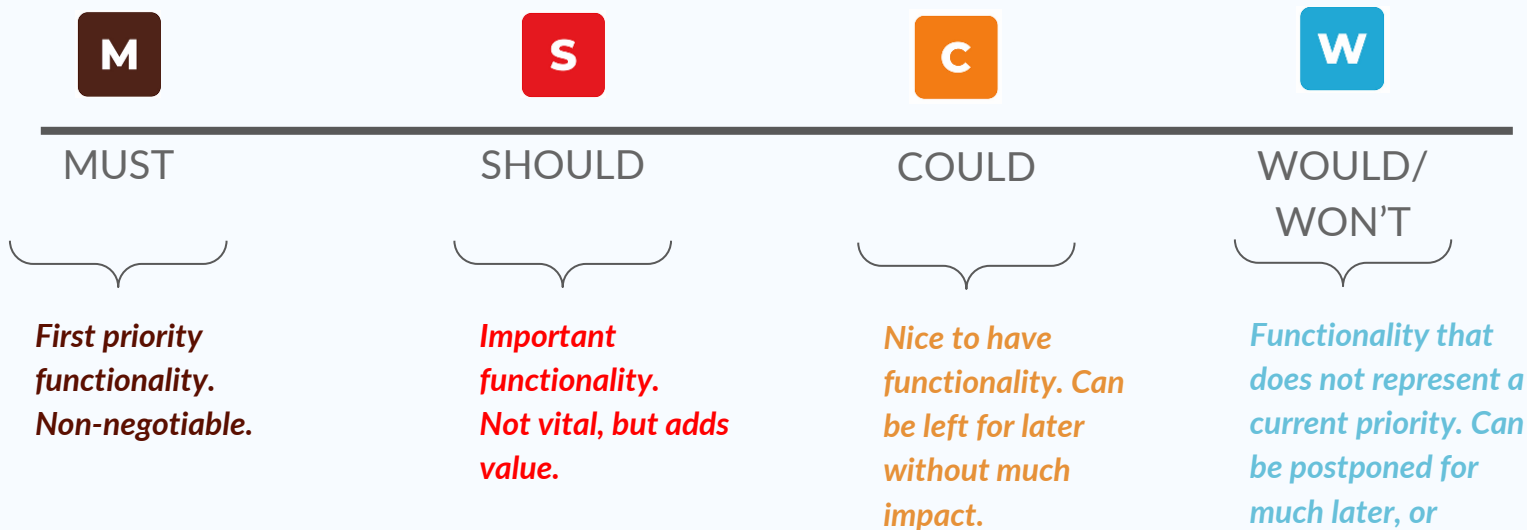 M
S
C
W
MUST
SHOULD
COULD
WOULD/
WON'T
First priority
functionality.
Non-negotiable.
Important
functionality.
Not vital, but adds
value.
Nice to have
functionality. Can
be left for later
without much
impact.
Functionality that
does not represent a
current priority. Can
be postponed for
much later, or